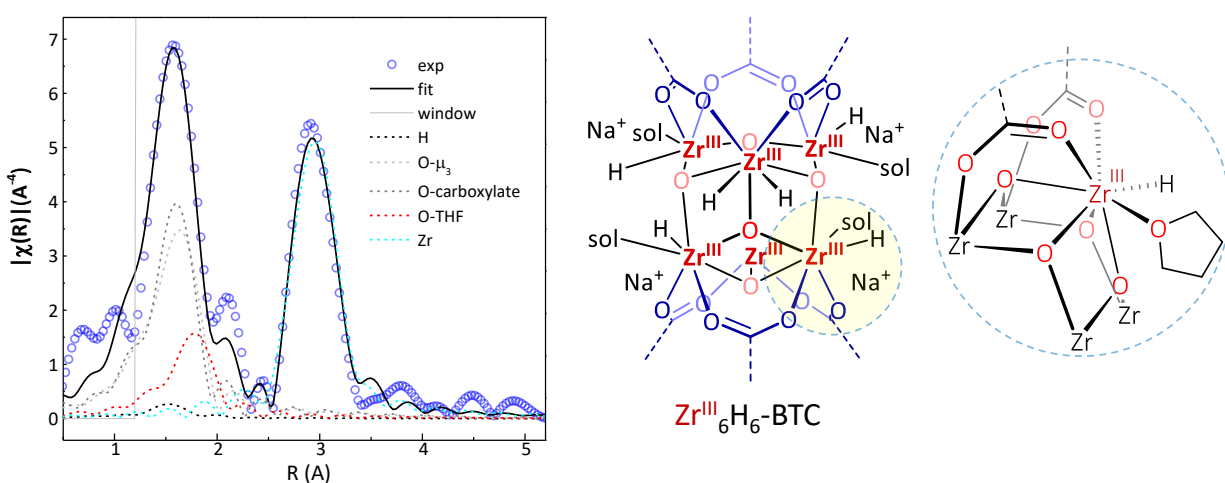 |χ(R)|(A⁻⁴)
7
6
5
4
3
2
1
0
1 2 3 4 5
R (A)
exp
fit
window
H
O-μ₃
O-carboxylate
O-THF
Zr
O O
O O O O
H
Na⁺ sol Na⁺
Zr^III O Zr^III
Zr^III
H sol
O O
H H
H O sol
sol H
Zr^III Zr^III Zr^III
Na⁺ O Na⁺
O O O O
O O
Zr^III₆H₆-BTC
O O
O O
O Zr^III H
Zr O O
Zr O O
Zr
Zr